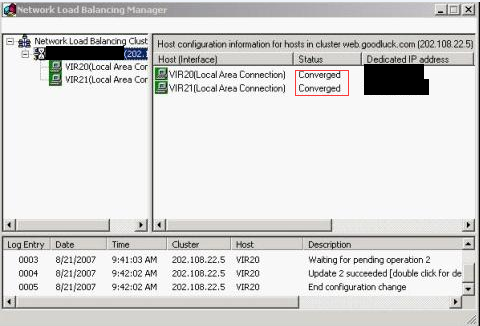 Network Load Balancing Manager
Network Load Balancing Clust
(202.1
VIR20(Local Area Cor
VIR21(Local Area Cor
Host configuration information for hosts in cluster web.goodluck.com (202.108.22.5)
Host (Interface) Status Dedicated IP address
VIR20(Local Area Connection) Converged
VIR21(Local Area Connection) Converged
Log Entry Date Time Cluster Host Description
0003 8/21/2007 9:41:03 AM 202.108.22.5 VIR20 Waiting for pending operation 2
0004 8/21/2007 9:42:02 AM 202.108.22.5 VIR20 Update 2 succeeded [double click for de
0005 8/21/2007 9:42:02 AM 202.108.22.5 VIR20 End configuration change